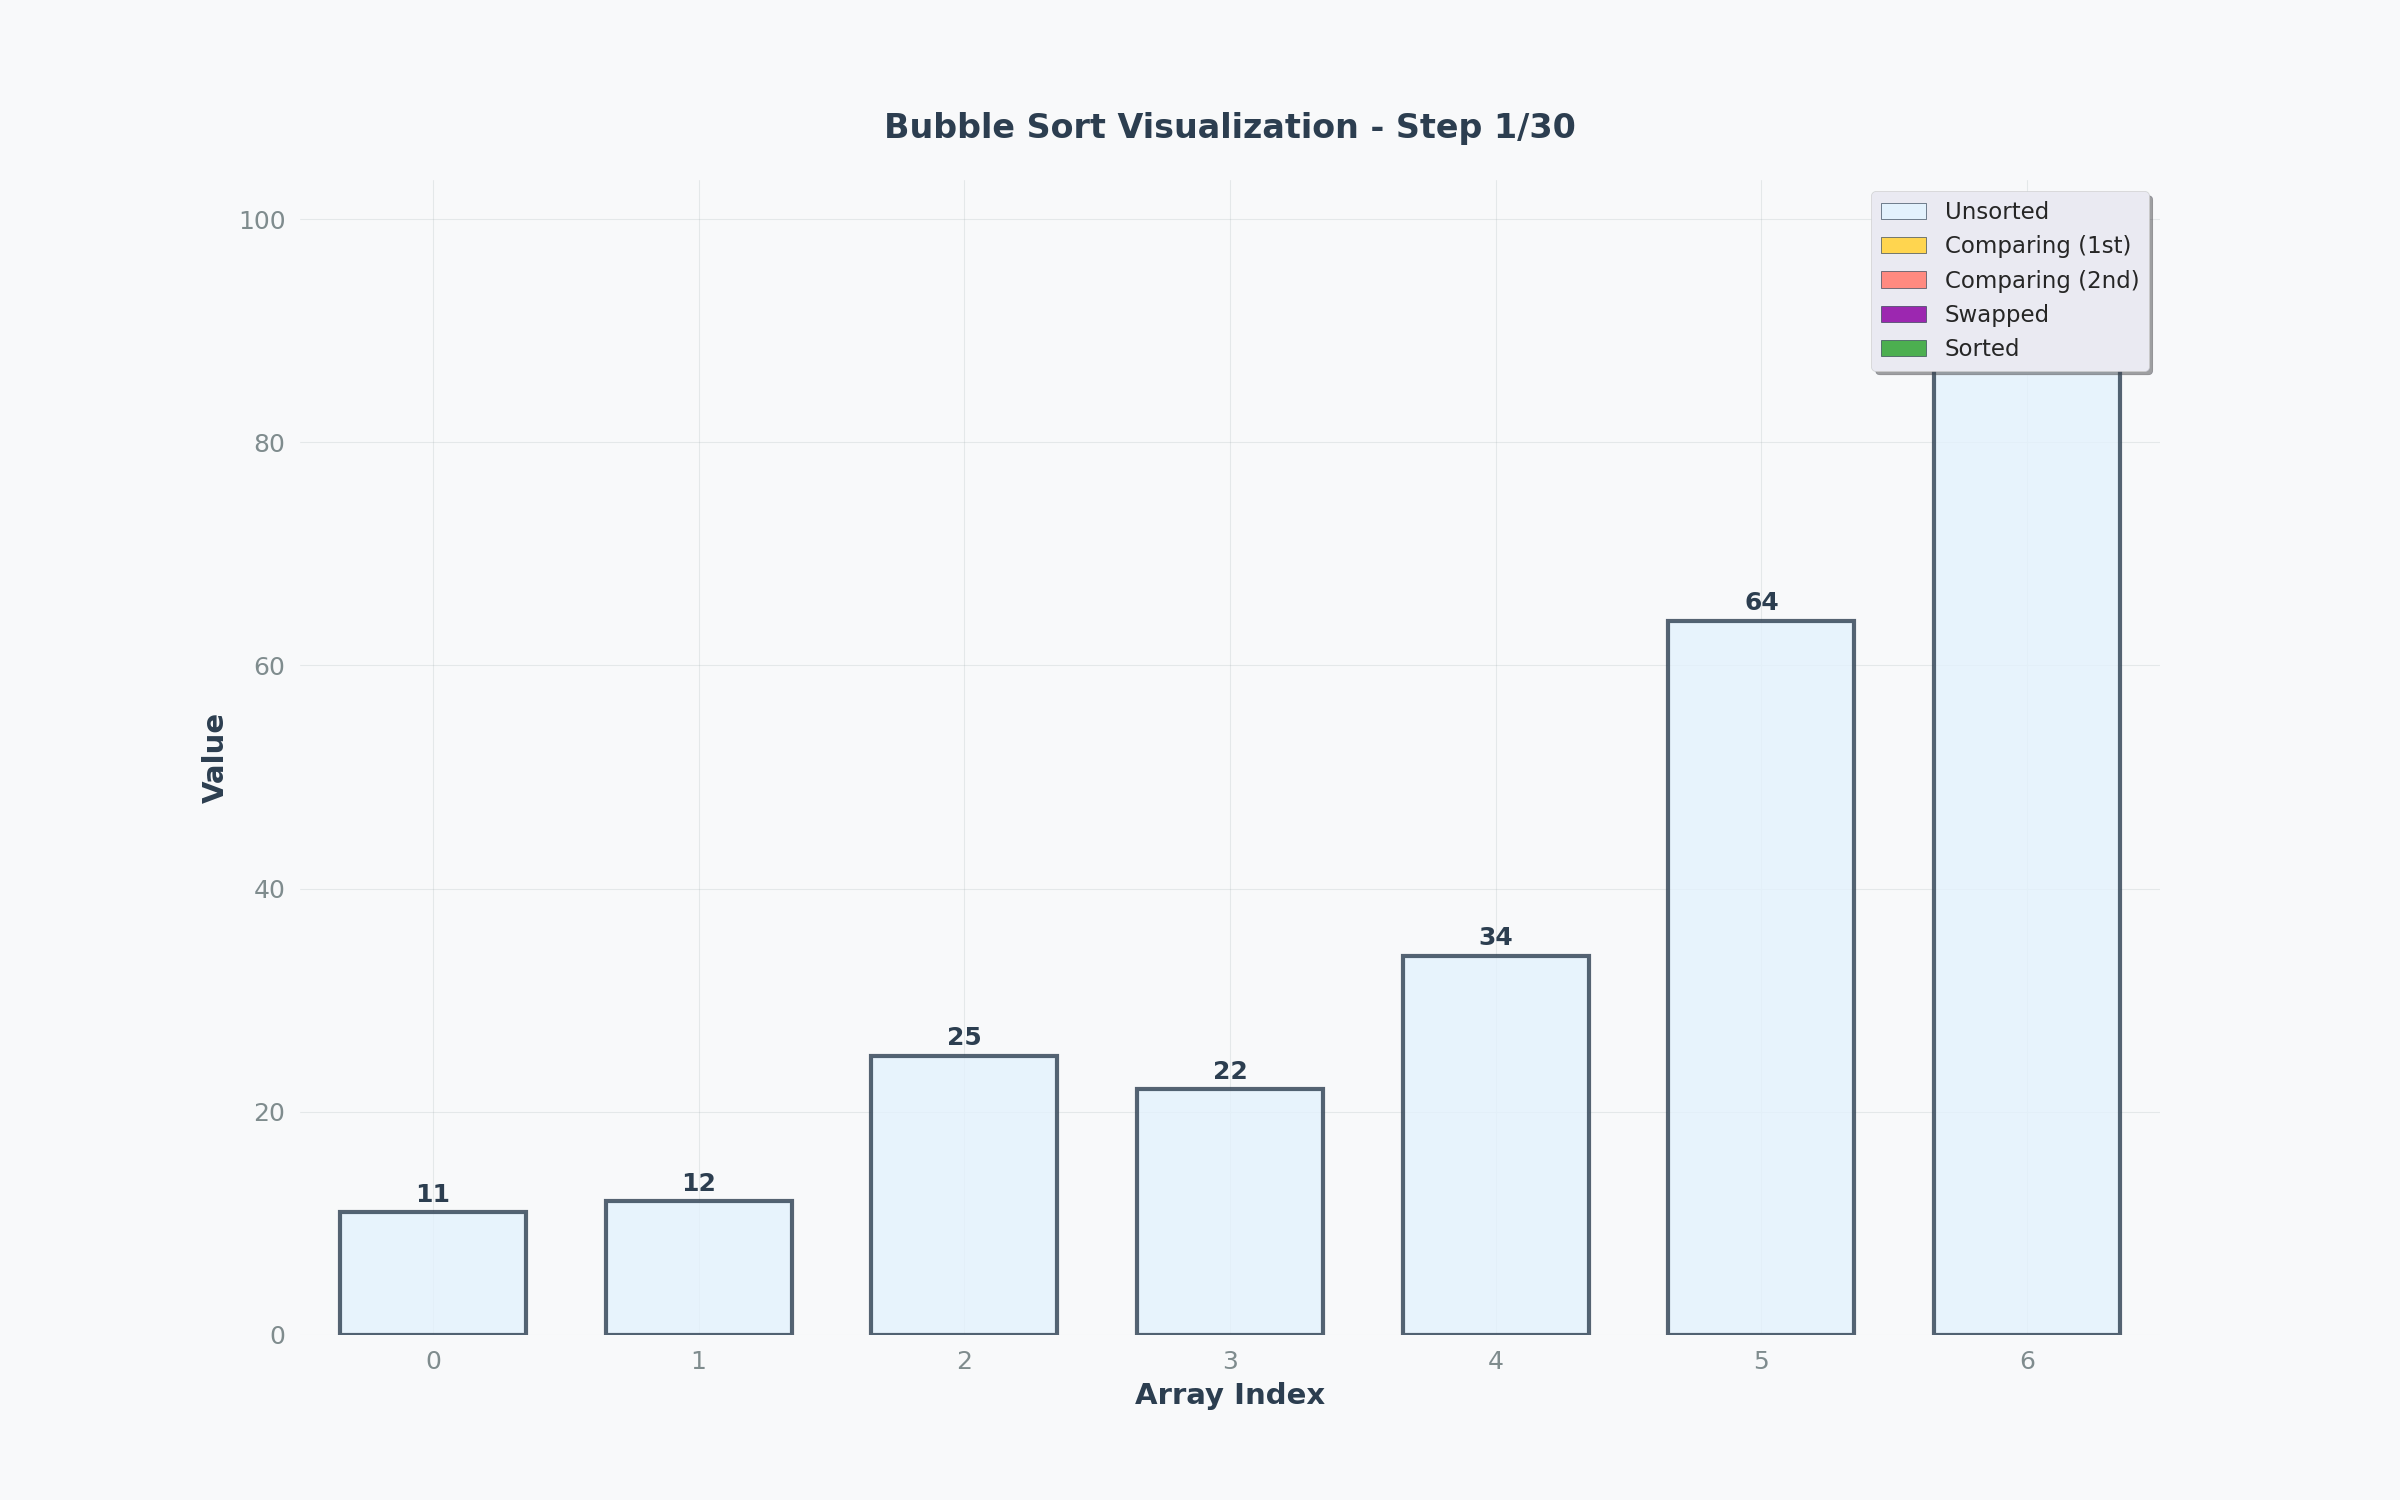 Bubble Sort Visualization - Step 1/30
Unsorted
Comparing (1st)
Comparing (2nd)
Swapped
Sorted
100
80
60
40
20
0
Value
11
12
25
22
34
64
0
1
2
3
4
5
6
Array Index